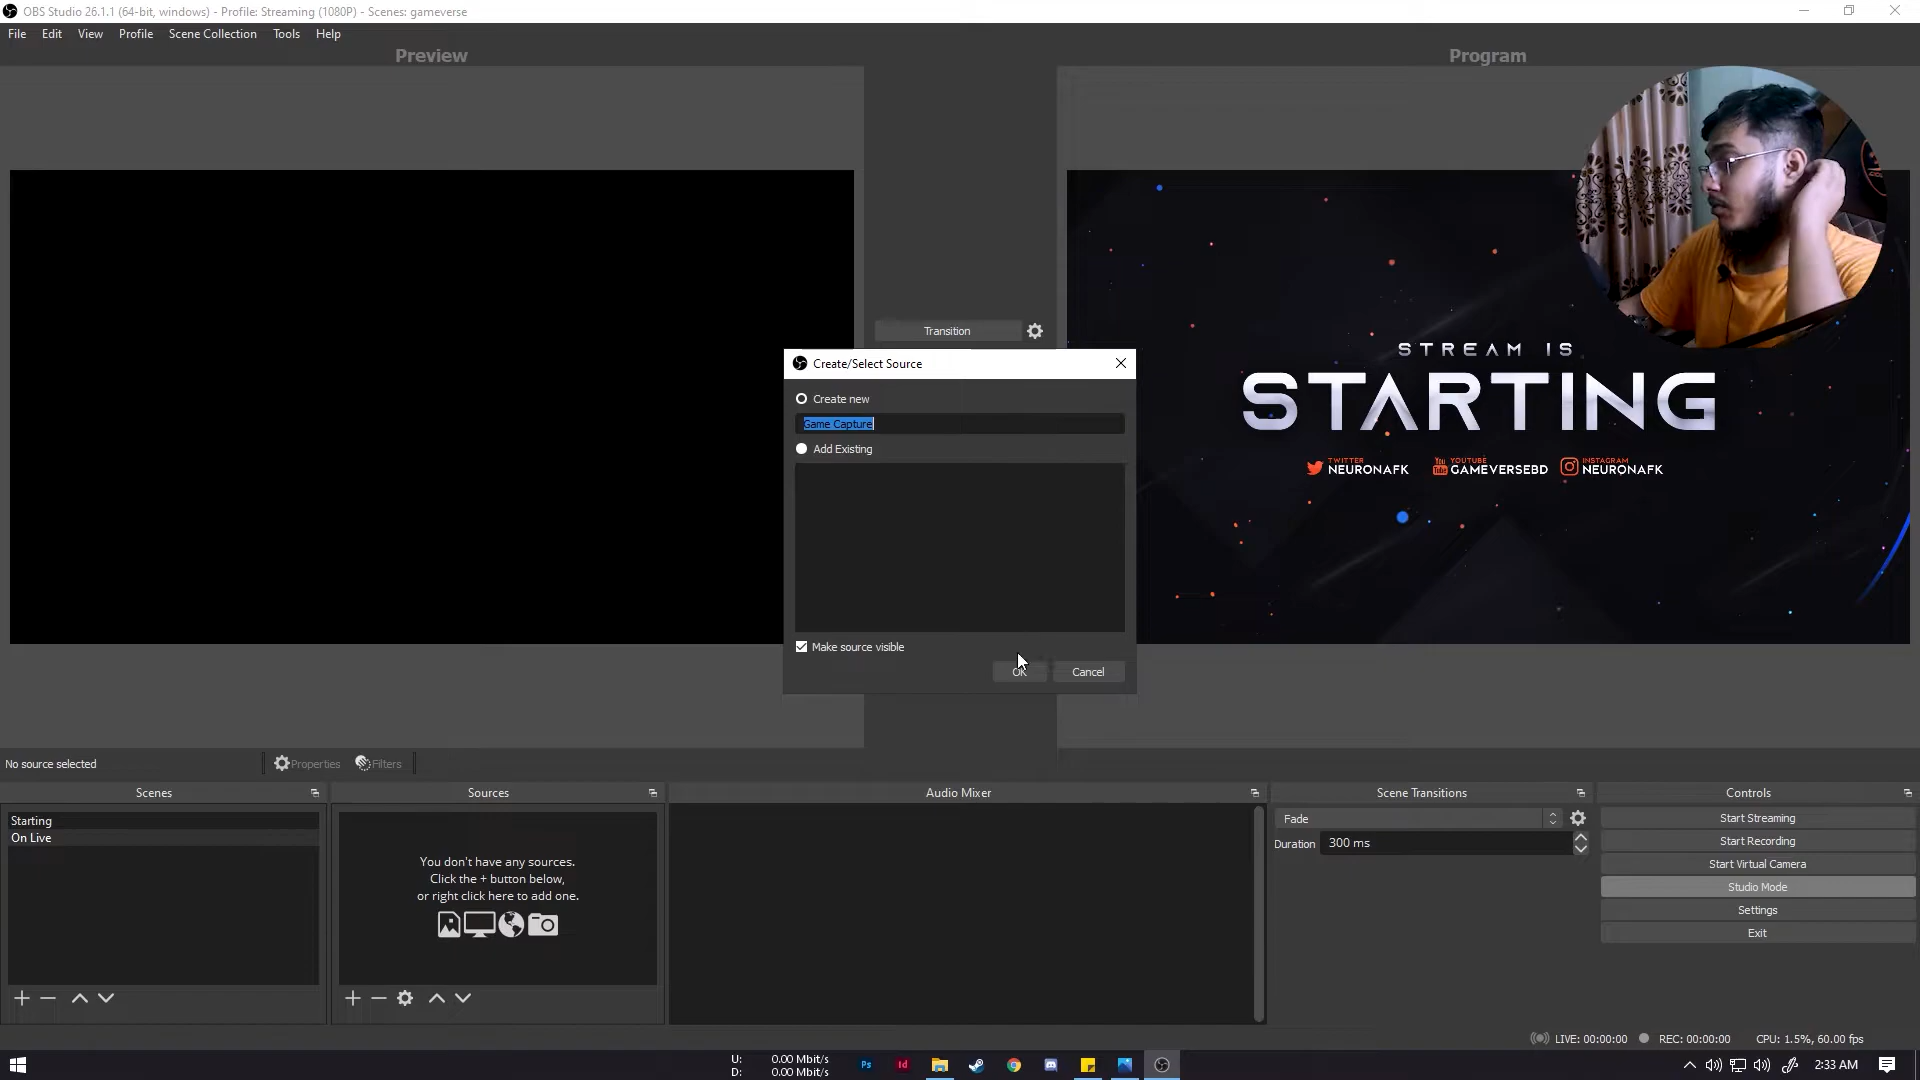 OBS Studio 26.1.1 (64-bit, windows) - Profile: Streaming (1080P) - Scenes: gameverse
File Edit View Profile Scene Collection Tools Help
Preview
Program
Transition
STREAM IS
STARTING
TWITTER
NEURONAFK
YOUTUBE
GAMEVERSEBD
INSTAGRAM
NEURONAFK
Create/Select Source
Create new
Game Capture
Add Existing
Make source visible
OK Cancel
No source selected
Properties
Filters
Scenes
Starting
On Live
Sources
You don't have any sources.
Click the + button below,
or right click here to add one.
Audio Mixer
Scene Transitions
Fade
Duration 300 ms
Controls
Start Streaming
Start Recording
Start Virtual Camera
Studio Mode
Settings
Exit
LIVE: 00:00:00 REC: 00:00:00 CPU: 1.5%, 60.00 fps
U: 0.00 Mbit/s
D: 0.00 Mbit/s
Ps
Id
2:33 AM